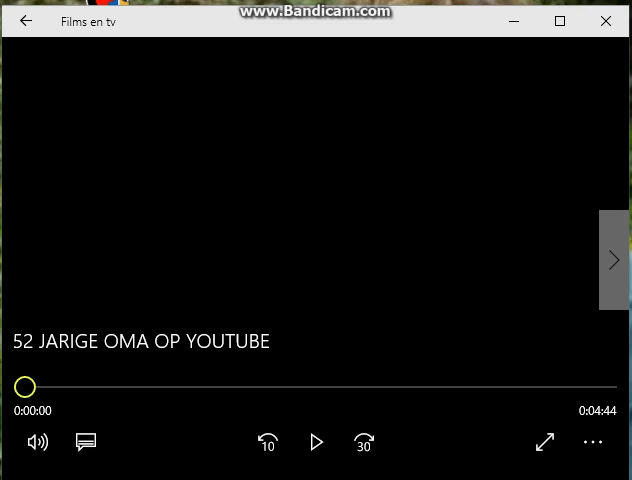 www.Bandicam.com
Films en tv
52 JARIGE OMA OP YOUTUBE
0:00:00
0:04:44
10
30